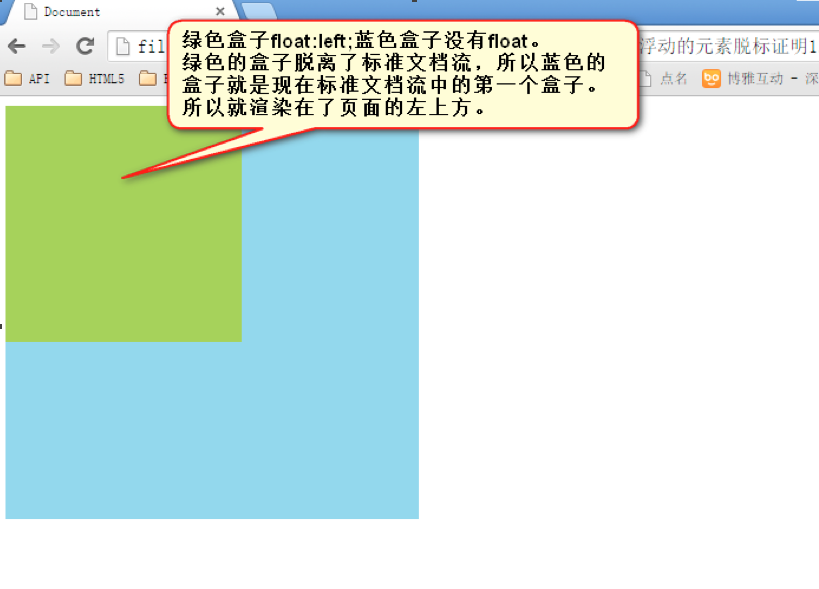 Document
绿色盒子float:left;蓝色盒子没有float。
绿色的盒子脱离了标准文档流，所以蓝色的
盒子就是现在标准文档流中的第一个盒子。
所以就渲染在了页面的左上方。
fil
浮动的元素脱标证明1
API
HTML5
点名
博雅互动 - 深